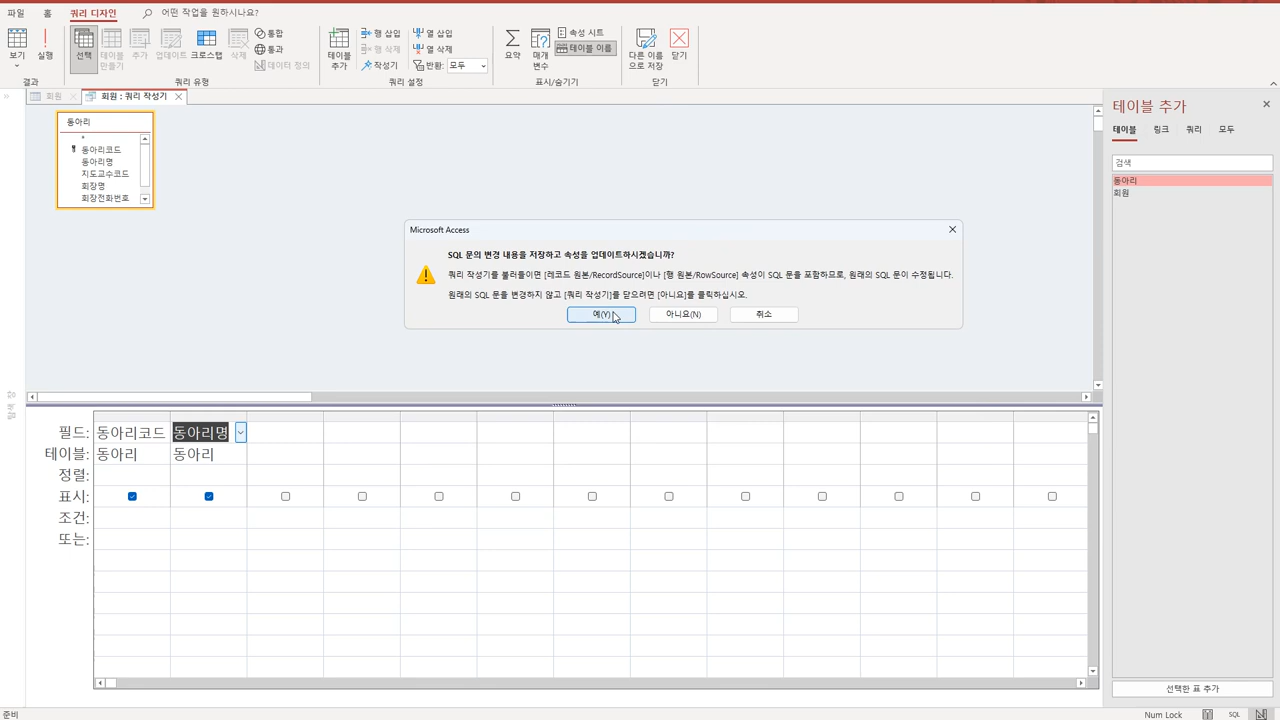 파일
홈
쿼리 디자인
어떤 작업을 원하시나요?
보기
실행
결과
선택
테이블
만들기
추가
업데이트
크로스탭
삭제
통합
통과
데이터 정의
쿼리 유형
테이블
추가
행 삽입
행 삭제
작성기
열 삽입
열 삭제
반환: 모두
쿼리 설정
요약
매개
변수
속성 시트
테이블 이름
표시/숨기기
다른 이름
으로 저장
닫기
닫기
회원
회원 : 쿼리 작성기
동아리
*
동아리코드
동아리명
지도교수코드
회장명
회장전화번호
Microsoft Access
SQL 문의 변경 내용을 저장하고 속성을 업데이트하시겠습니까?
쿼리 작성기를 불러들이면 [레코드 원본/RecordSource]이나 [행 원본/RowSource] 속성이 SQL 문을 포함하므로, 원래의 SQL 문이 수정됩니다.
원래의 SQL 문을 변경하지 않고 [쿼리 작성기]를 닫으려면 [아니요]를 클릭하십시오.
예(Y)
아니요(N)
취소
테이블 추가
테이블
링크
쿼리
모두
검색
동아리
회원
선택한 표 추가
탐색 창
필드: 동아리코드 동아리명
테이블: 동아리 동아리
정렬:
표시:
조건:
또는:
준비
Num Lock
SQL